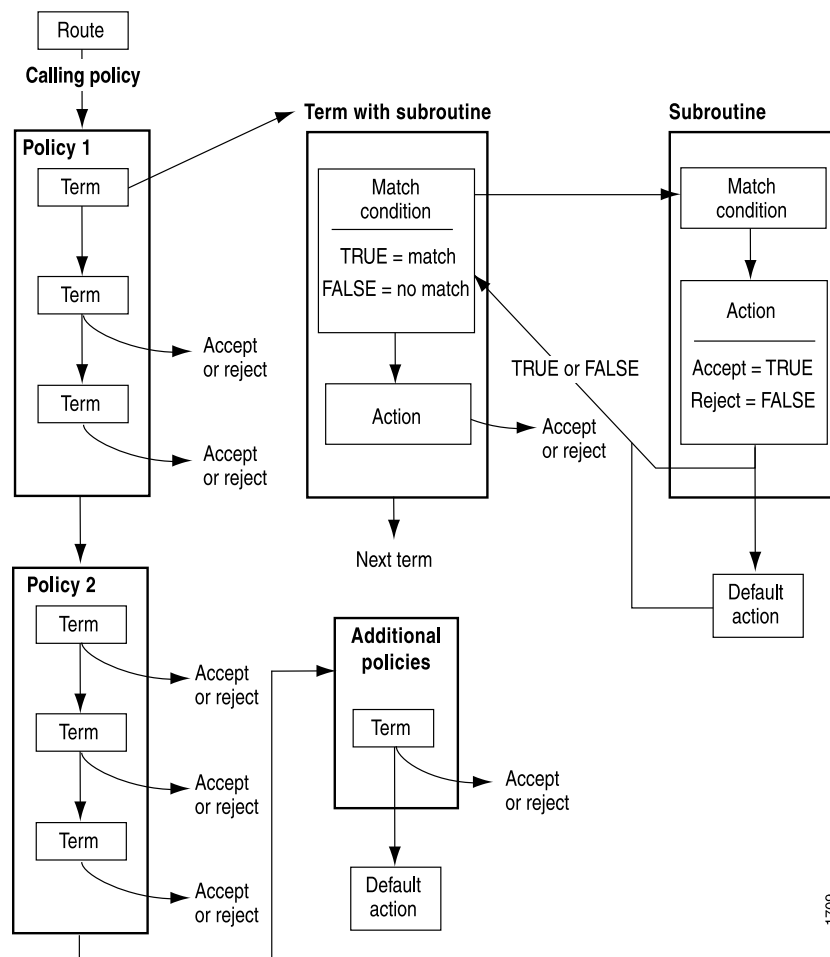 Route
Calling policy
Policy 1
Term
Term
Accept
or reject
Term
Accept
or reject
Term with subroutine
Match
condition
TRUE = match
FALSE = no match
Action
Accept
or reject
Next term
TRUE or FALSE
Subroutine
Match
condition
Action
Accept = TRUE
Reject = FALSE
Default
action
Policy 2
Term
Accept
or reject
Term
Accept
or reject
Term
Accept
or reject
Additional
policies
Term
Accept
or reject
Default
action